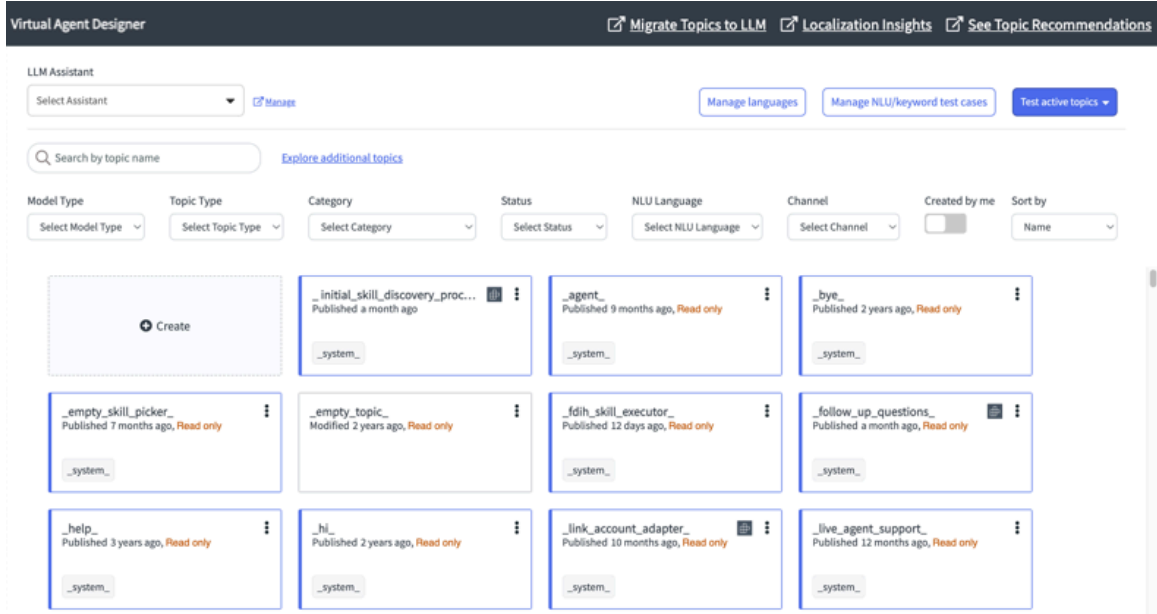 Virtual Agent Designer
Migrate Topics to LLM Localization Insights See Topic Recommendations
LLM Assistant
Select Assistant
Manage
Manage languages
Manage NLU/keyword test cases
Test active topics
Search by topic name
Explore additional topics
Model Type Topic Type Category Status NLU Language Channel Created by me Sort by
Select Model Type Select Topic Type Select Category Select Status Select NLU Language Select Channel Name
Create
_initial_skill_discovery_proc...
Published a month ago
_system_
_agent_
Published 9 months ago, Read only
_system_
_bye_
Published 2 years ago, Read only
_system_
_empty_skill_picker_
Published 7 months ago, Read only
_system_
_empty_topic_
Modified 2 years ago, Read only
_fdih_skill_executor_
Published 12 days ago, Read only
_system_
_follow_up_questions_
Published a month ago, Read only
_system_
_help_
Published 3 years ago, Read only
_system_
_hi_
Published 2 years ago, Read only
_system_
_link_account_adapter_
Published 10 months ago, Read only
_system_
_live_agent_support_
Published 12 months ago, Read only
_system_